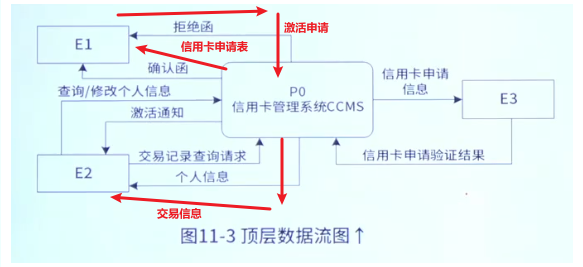 拒绝函
激活申请
E1
信用卡申请表
确认函
P0
信用卡管理系统CCMS
信用卡申请
信息
E3
查询/修改个人信息
激活通知
E2
交易记录查询请求
信用卡申请验证结果
个人信息
交易信息
图11-3 顶层数据流图↑